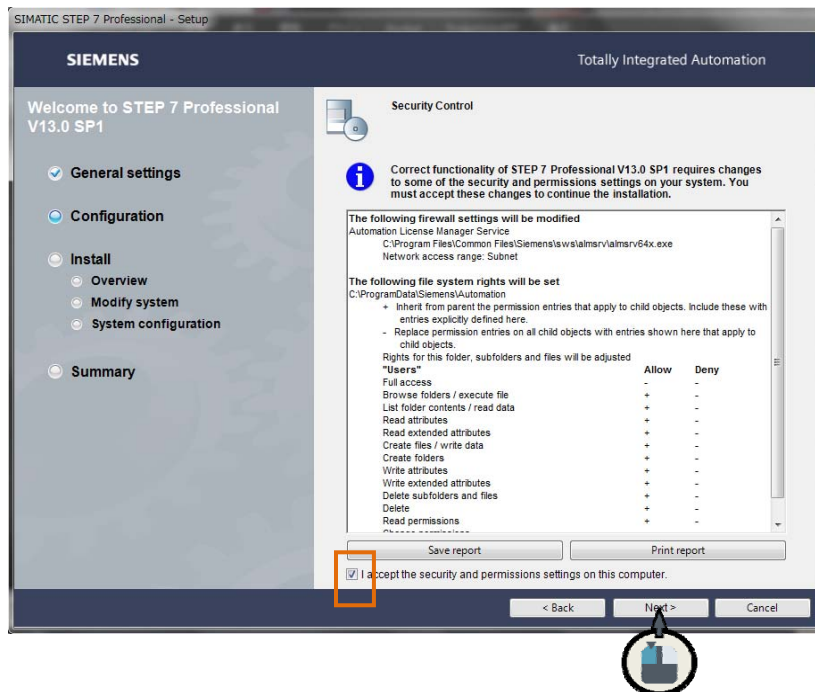 SIMATIC STEP 7 Professional - Setup
SIEMENS
Totally Integrated Automation
Welcome to STEP 7 Professional
V13.0 SP1
General settings
Configuration
Install
Overview
Modify system
System configuration
Summary
Security Control
Correct functionality of STEP 7 Professional V13.0 SP1 requires changes
to some of the security and permissions settings on your system. You
must accept these changes to continue the installation.
The following firewall settings will be modified
Automation License Manager Service
C:\Program Files\Common Files\Siemens\sws\almsrv\almsrv64x.exe
Network access range: Subnet
The following file system rights will be set
C:\ProgramData\Siemens\Automation
+ Inherit from parent the permission entries that apply to child objects. Include these with
entries explicitly defined here.
- Replace permission entries on all child objects with entries shown here that apply to
child objects.
Rights for this folder, subfolders and files will be adjusted
"Users" Allow Deny
Full access - -
Browse folders / execute file + -
List folder contents / read data + -
Read attributes + -
Read extended attributes + -
Create files / write data + -
Create folders + -
Write attributes + -
Write extended attributes + -
Delete subfolders and files + -
Delete + -
Read permissions + -
Save report
Print report
I accept the security and permissions settings on this computer.
< Back
Next >
Cancel